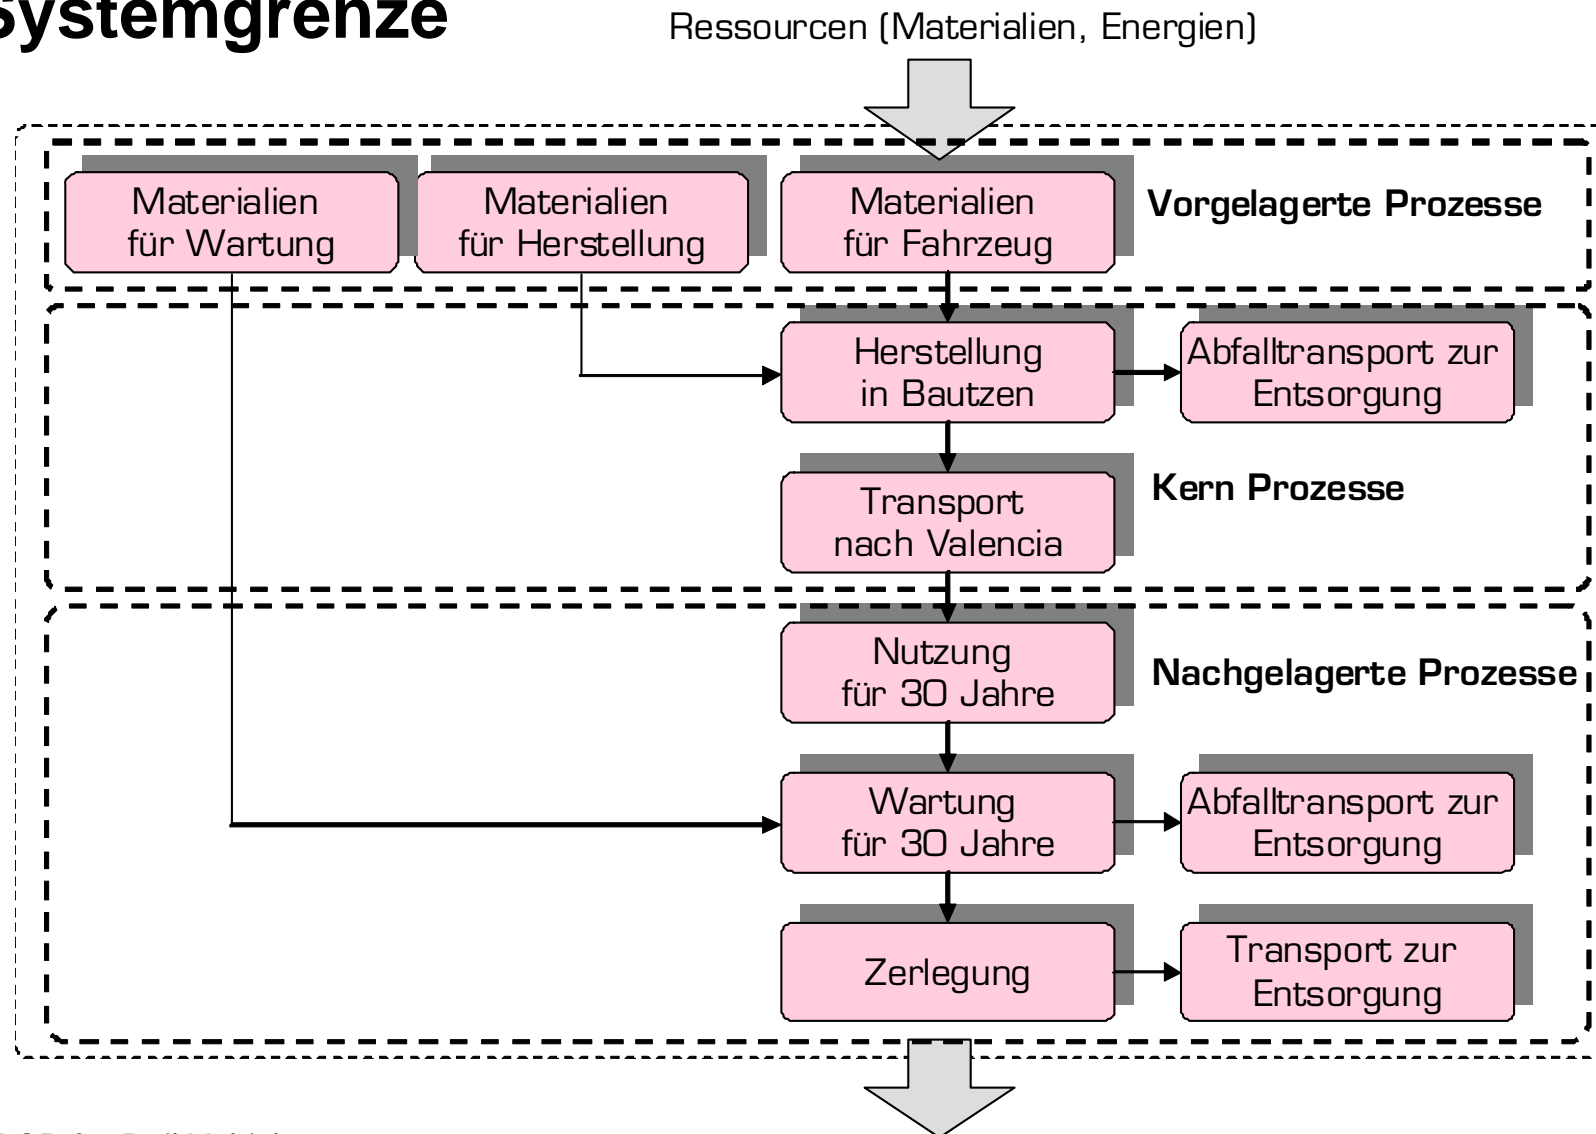 Systemgrenze
Ressourcen (Materialien, Energien)
Materialien
für Wartung
Materialien
für Herstellung
Materialien
für Fahrzeug
Vorgelagerte Prozesse
Herstellung
in Bautzen
Abfalltransport zur
Entsorgung
Transport
nach Valencia
Kern Prozesse
Nutzung
für 30 Jahre
Nachgelagerte Prozesse
Wartung
für 30 Jahre
Abfalltransport zur
Entsorgung
Zerlegung
Transport zur
Entsorgung